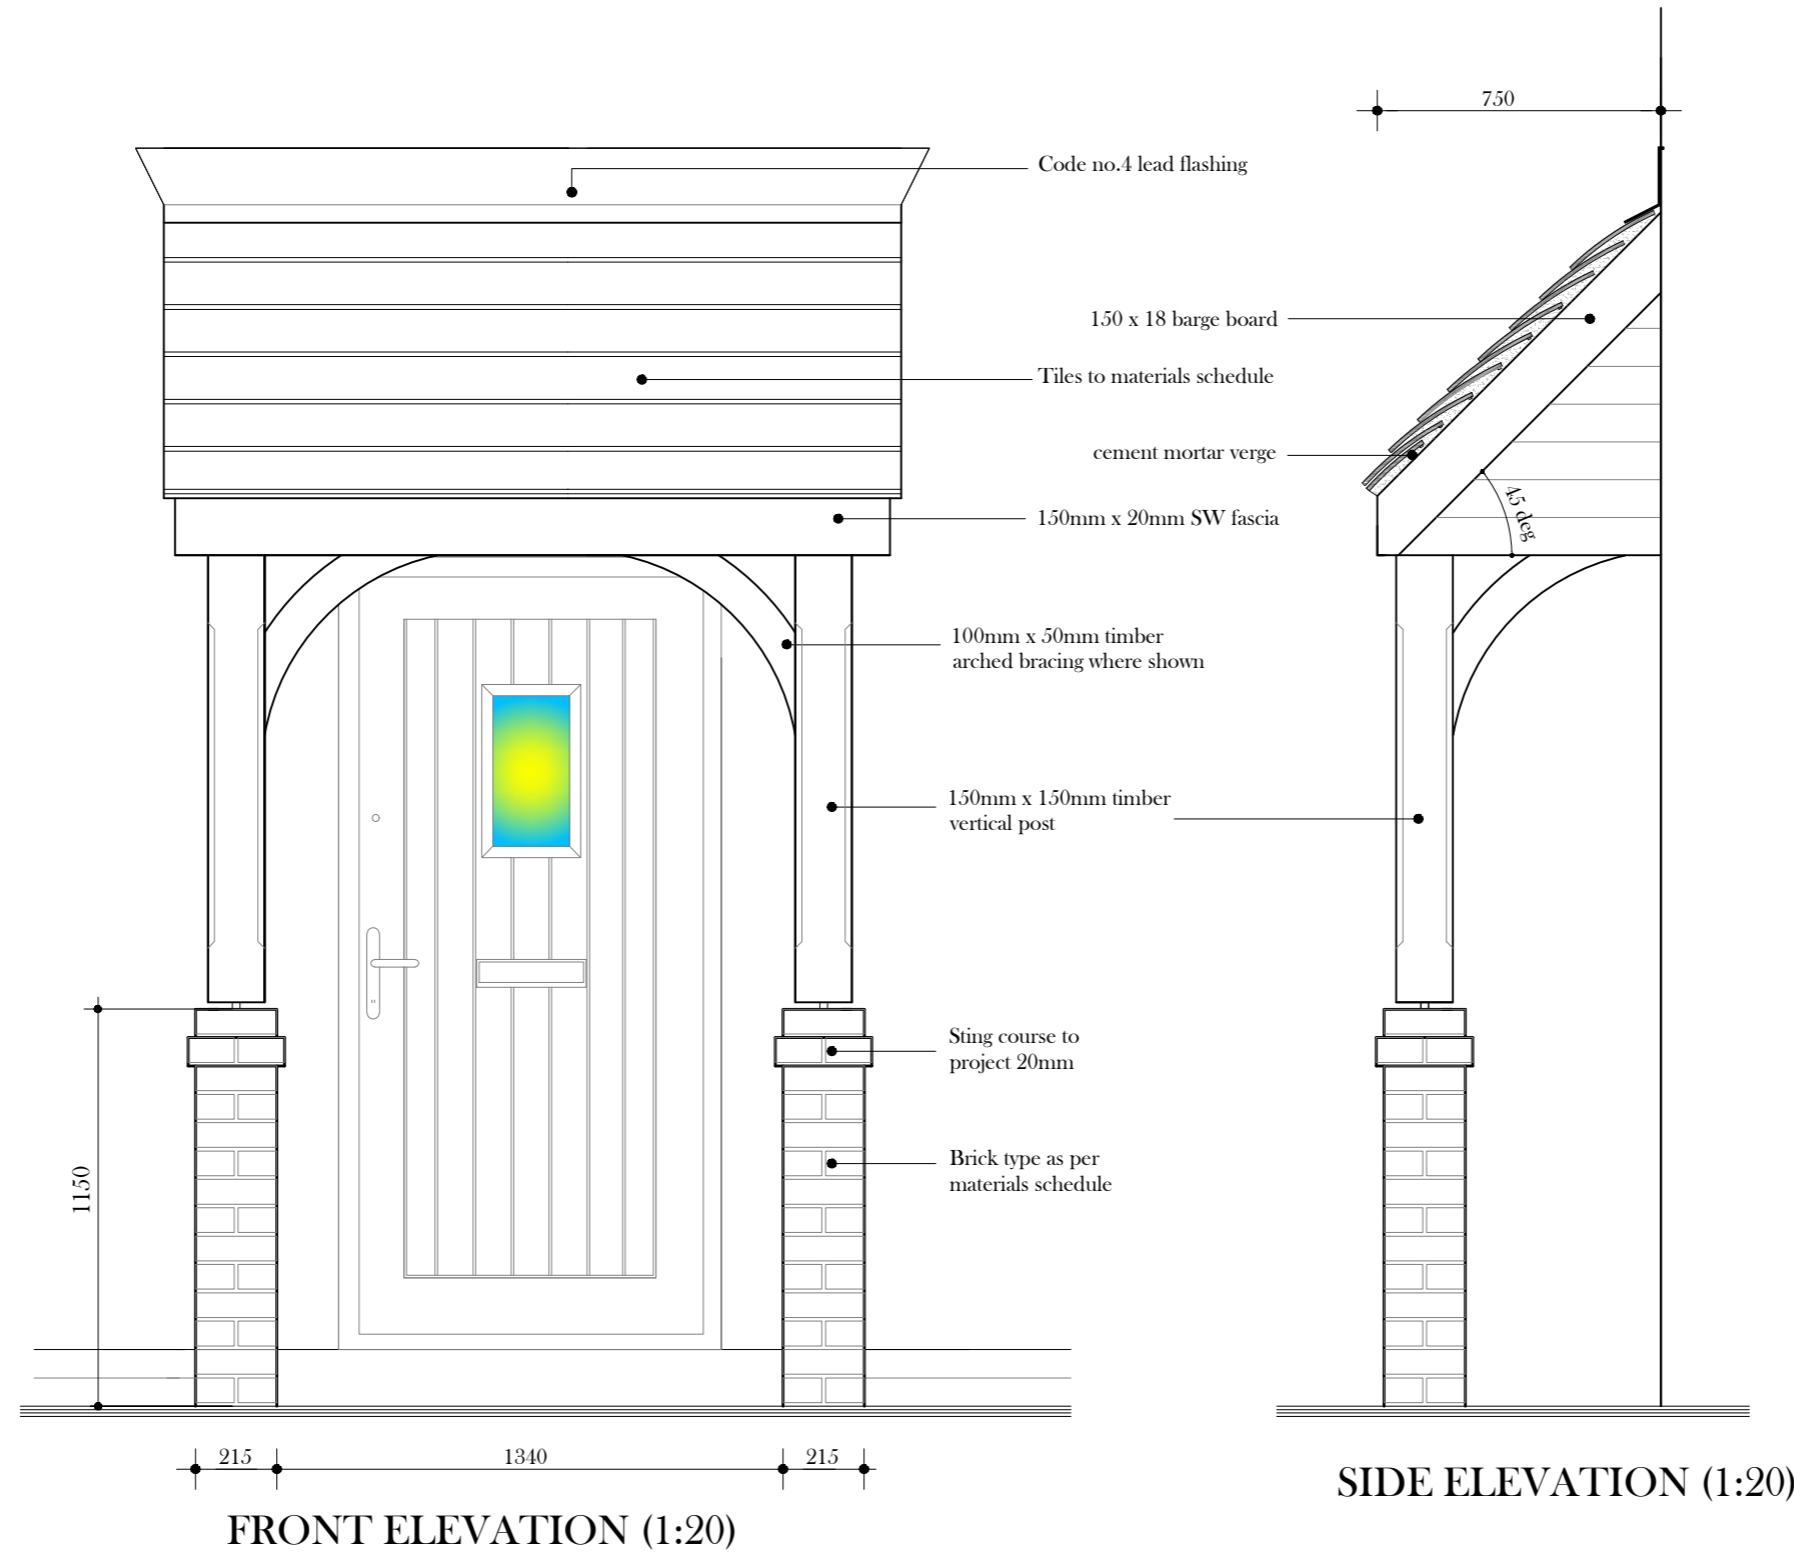 750
Code no.4 lead flashing
150 x 18 barge board
Tiles to materials schedule
cement mortar verge
45 deg
150mm x 20mm SW fascia
100mm x 50mm timber
arched bracing where shown
150mm x 150mm timber
vertical post
Sting course to
project 20mm
Brick type as per
materials schedule
1150
215
1340
215
FRONT ELEVATION (1:20)
SIDE ELEVATION (1:20)